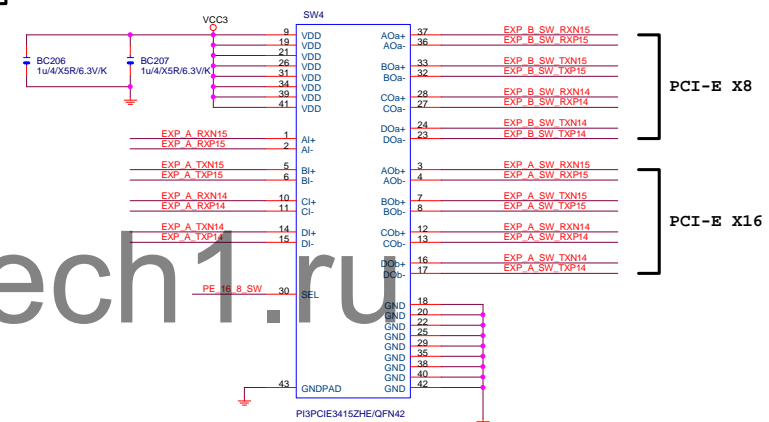 VCC3
SW4
BC206
1u/4/X5R/6.3V/K
BC207
1u/4/X5R/6.3V/K
9 VDD
19 VDD
21 VDD
26 VDD
31 VDD
34 VDD
39 VDD
41 VDD
EXP_A_RXN15 1 AI+
EXP_A_RXP15 2 AI-
EXP_A_TXN15 5 BI+
EXP_A_TXP15 6 BI-
EXP_A_RXN14 10 CI+
EXP_A_RXP14 11 CI-
EXP_A_TXN14 14 DI+
EXP_A_TXP14 15 DI-
PE_16_8_SW 30 SEL
43 GNDPAD
AOa+ 37 EXP_B_SW_RXN15
AOa- 36 EXP_B_SW_RXP15
BOa+ 33 EXP_B_SW_TXN15
BOa- 32 EXP_B_SW_TXP15
COa+ 28 EXP_B_SW_RXN14
COa- 27 EXP_B_SW_RXP14
DOa+ 24 EXP_B_SW_TXN14
DOa- 23 EXP_B_SW_TXP14
PCI-E X8
AOb+ 3 EXP_A_SW_RXN15
AOb- 4 EXP_A_SW_RXP15
BOb+ 7 EXP_A_SW_TXN15
BOb- 8 EXP_A_SW_TXP15
COb+ 12 EXP_A_SW_RXN14
COb- 13 EXP_A_SW_RXP14
DOb+ 16 EXP_A_SW_TXN14
DOb- 17 EXP_A_SW_TXP14
PCI-E X16
GND 18
GND 20
GND 22
GND 25
GND 29
GND 35
GND 38
GND 40
GND 42
PI3PCIE3415ZHE/QFN42
ech1.ru